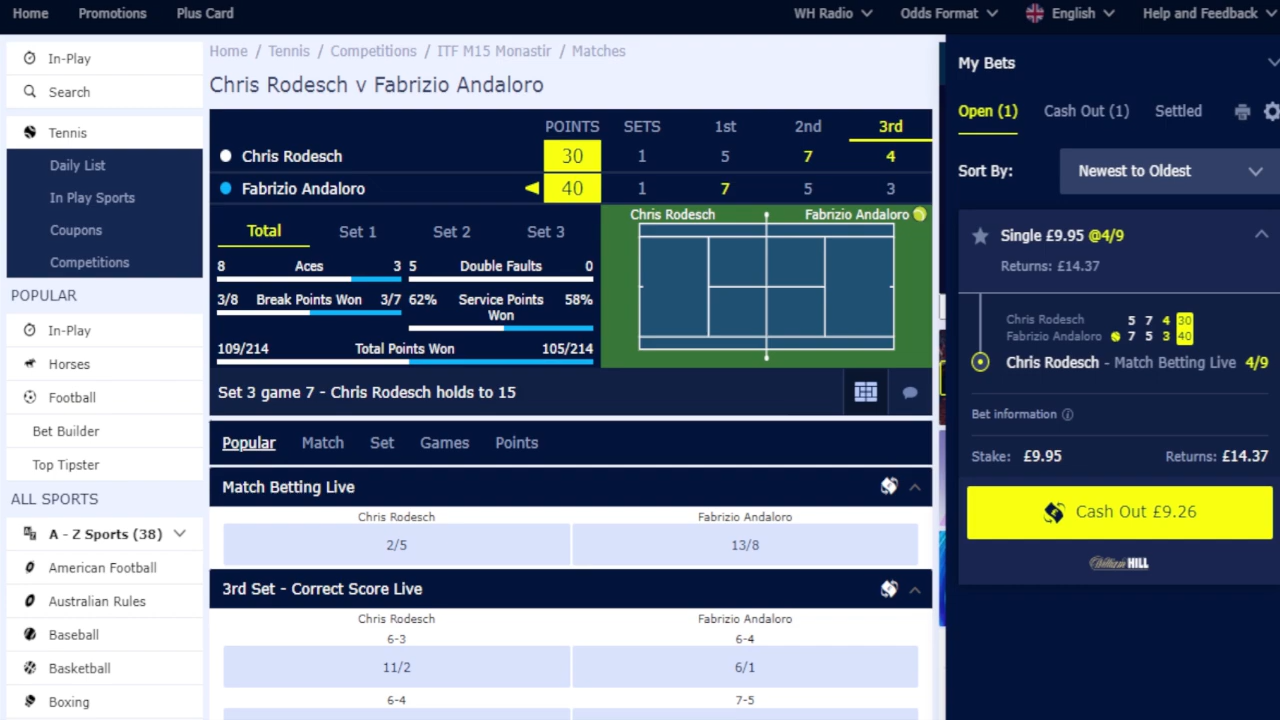 Home Promotions Plus Card WH Radio Odds Format English Help and Feedback
In-Play
Search
Tennis
Daily List
In Play Sports
Coupons
Competitions
POPULAR
In-Play
Horses
Football
Bet Builder
Top Tipster
ALL SPORTS
A - Z Sports (38)
American Football
Australian Rules
Baseball
Basketball
Boxing
Home / Tennis / Competitions / ITF M15 Monastir / Matches
Chris Rodesch v Fabrizio Andaloro
POINTS SETS 1st 2nd 3rd
Chris Rodesch 30 1 5 7 4
Fabrizio Andaloro 40 1 7 5 3
Total Set 1 Set 2 Set 3
8 Aces 3 5 Double Faults 0
3/8 Break Points Won 3/7 62% Service Points Won 58%
109/214 Total Points Won 105/214
Chris Rodesch Fabrizio Andaloro
Set 3 game 7 - Chris Rodesch holds to 15
Popular Match Set Games Points
Match Betting Live
Chris Rodesch Fabrizio Andaloro
2/5 13/8
3rd Set - Correct Score Live
Chris Rodesch Fabrizio Andaloro
6-3 6-4
11/2 6/1
6-4 7-5
My Bets
Open (1) Cash Out (1) Settled
Sort By: Newest to Oldest
Single £9.95 @4/9
Returns: £14.37
Chris Rodesch 5 7 4 30
Fabrizio Andaloro 7 5 3 40
Chris Rodesch - Match Betting Live 4/9
Bet information
Stake: £9.95 Returns: £14.37
Cash Out £9.26
William HILL